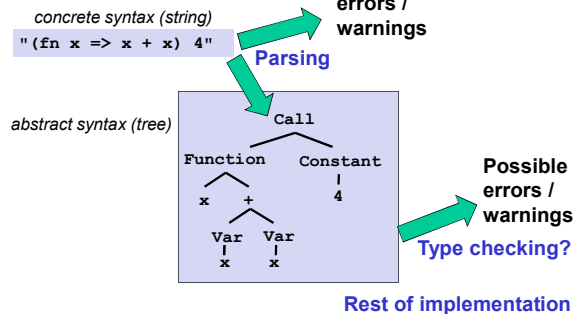 errors /
warnings
concrete syntax (string)
"(fn x => x + x) 4"
Parsing
abstract syntax (tree)
Call
Function Constant
x + 4
Var Var
x x
Possible
errors /
warnings
Type checking?
Rest of implementation